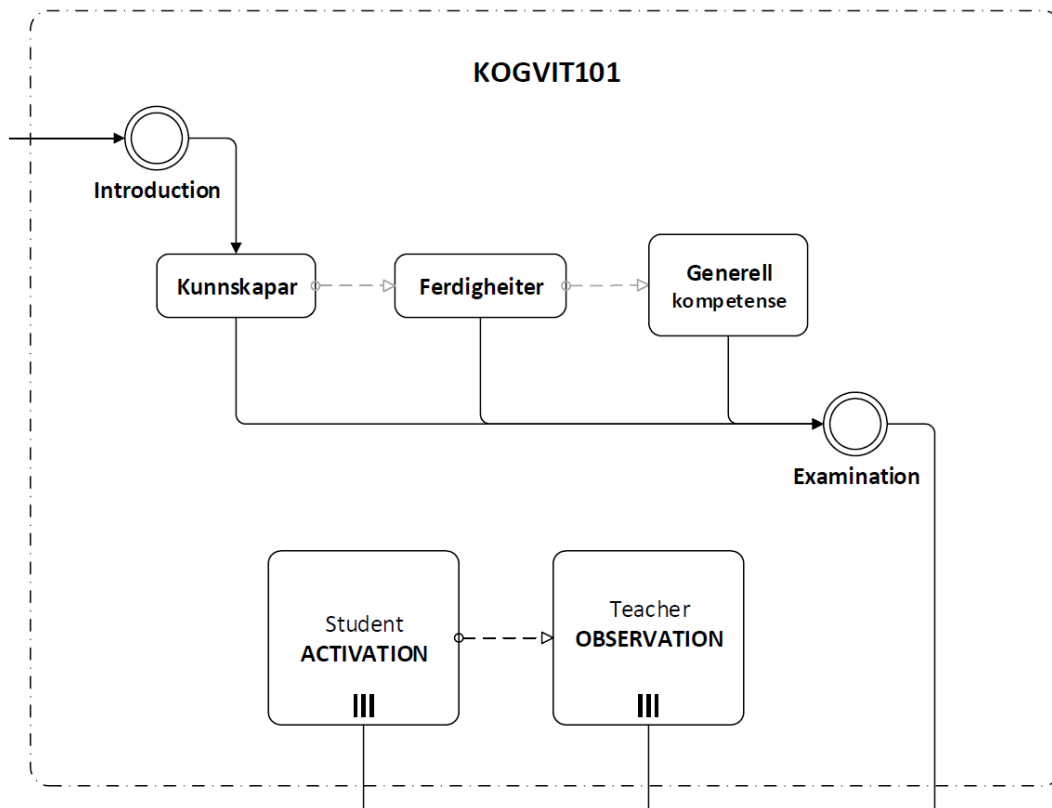 KOGVIT101
Introduction
Kunnskapar
Ferdigheiter
Generell
kompetense
Examination
Student
ACTIVATION
Teacher
OBSERVATION